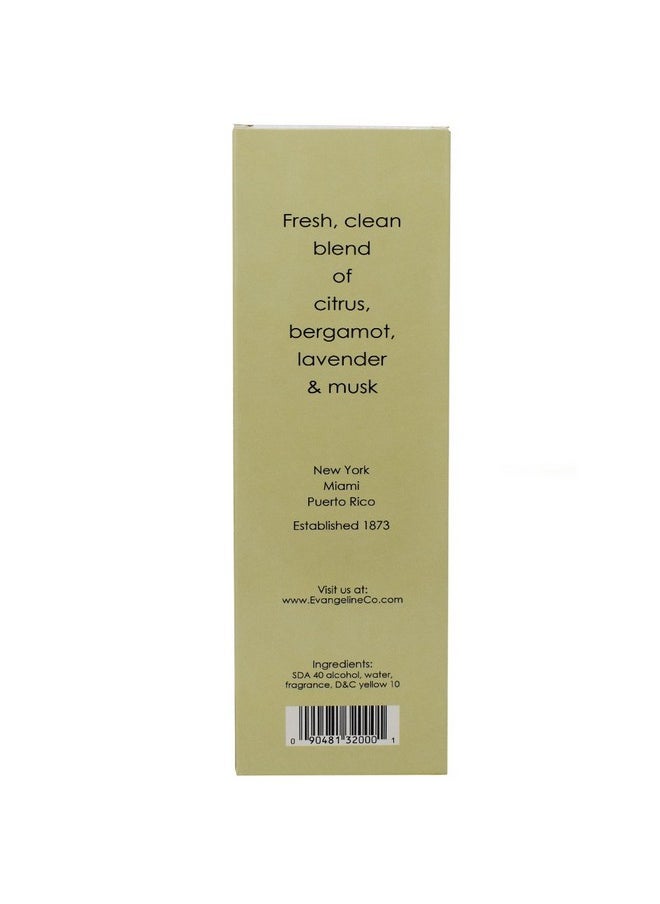 Fresh, clean
blend
of
citrus,
bergamot,
lavender
& musk
New York
Miami
Puerto Rico
Established 1873
Visit us at:
www.EvangelineCo.com
Ingredients:
SDA 40 alcohol, water,
fragrance, D&C yellow 10
0 90481 32000 1